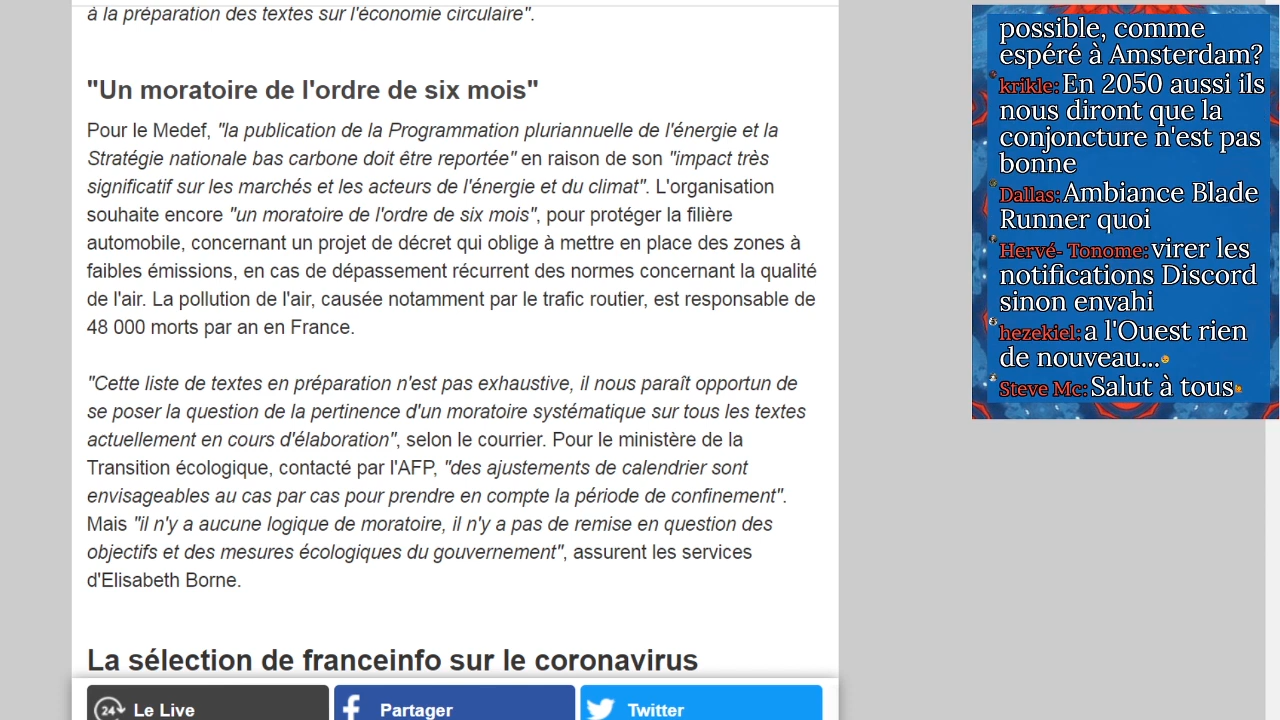 à la préparation des textes sur l'économie circulaire".
"Un moratoire de l'ordre de six mois"
Pour le Medef, "la publication de la Programmation pluriannuelle de l'énergie et la
Stratégie nationale bas carbone doit être reportée" en raison de son "impact très
significatif sur les marchés et les acteurs de l'énergie et du climat". L'organisation
souhaite encore "un moratoire de l'ordre de six mois", pour protéger la filière
automobile, concernant un projet de décret qui oblige à mettre en place des zones à
faibles émissions, en cas de dépassement récurrent des normes concernant la qualité
de l'air. La pollution de l'air, causée notamment par le trafic routier, est responsable de
48 000 morts par an en France.
"Cette liste de textes en préparation n'est pas exhaustive, il nous paraît opportun de
se poser la question de la pertinence d'un moratoire systématique sur tous les textes
actuellement en cours d'élaboration", selon le courrier. Pour le ministère de la
Transition écologique, contacté par l'AFP, "des ajustements de calendrier sont
envisageables au cas par cas pour prendre en compte la période de confinement".
Mais "il n'y a aucune logique de moratoire, il n'y a pas de remise en question des
objectifs et des mesures écologiques du gouvernement", assurent les services
d'Elisabeth Borne.
La sélection de franceinfo sur le coronavirus
24 Le Live
Partager
Twitter
possible, comme
espéré à Amsterdam?
krikle: En 2050 aussi ils
nous diront que la
conjoncture n'est pas
bonne
Dallas: Ambiance Blade
Runner quoi
Hervé- Tonome: virer les
notifications Discord
sinon envahi
hezekiel: a l'Ouest rien
de nouveau...
Steve Mc: Salut à tous